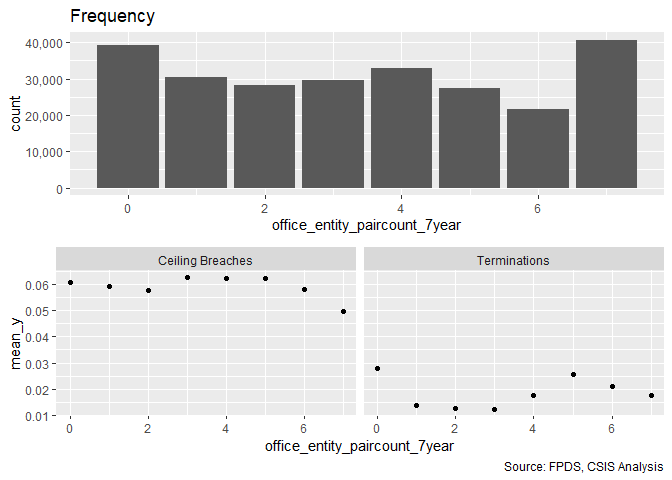 Frequency
40,000
30,000
20,000
10,000
0
count
0 2 4 6
office_entity_paircount_7year
Ceiling Breaches Terminations
0.06
0.05
0.04
0.03
0.02
0.01
mean_y
0 2 4 6 0 2 4 6
office_entity_paircount_7year
Source: FPDS, CSIS Analysis